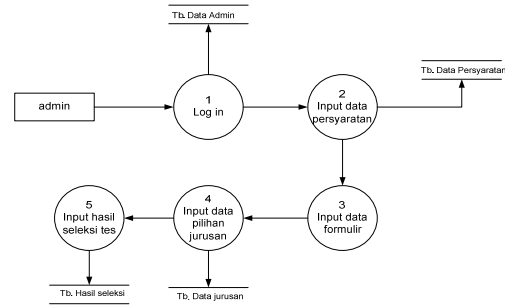 Tb. Data Admin
Tb. Data Persyaratan
admin
1
Log in
2
Input data
persyaratan
5
Input hasil
seleksi tes
4
Input data
pilihan
jurusan
3
Input data
formulir
Tb. Hasil seleksi
Tb. Data jurusan